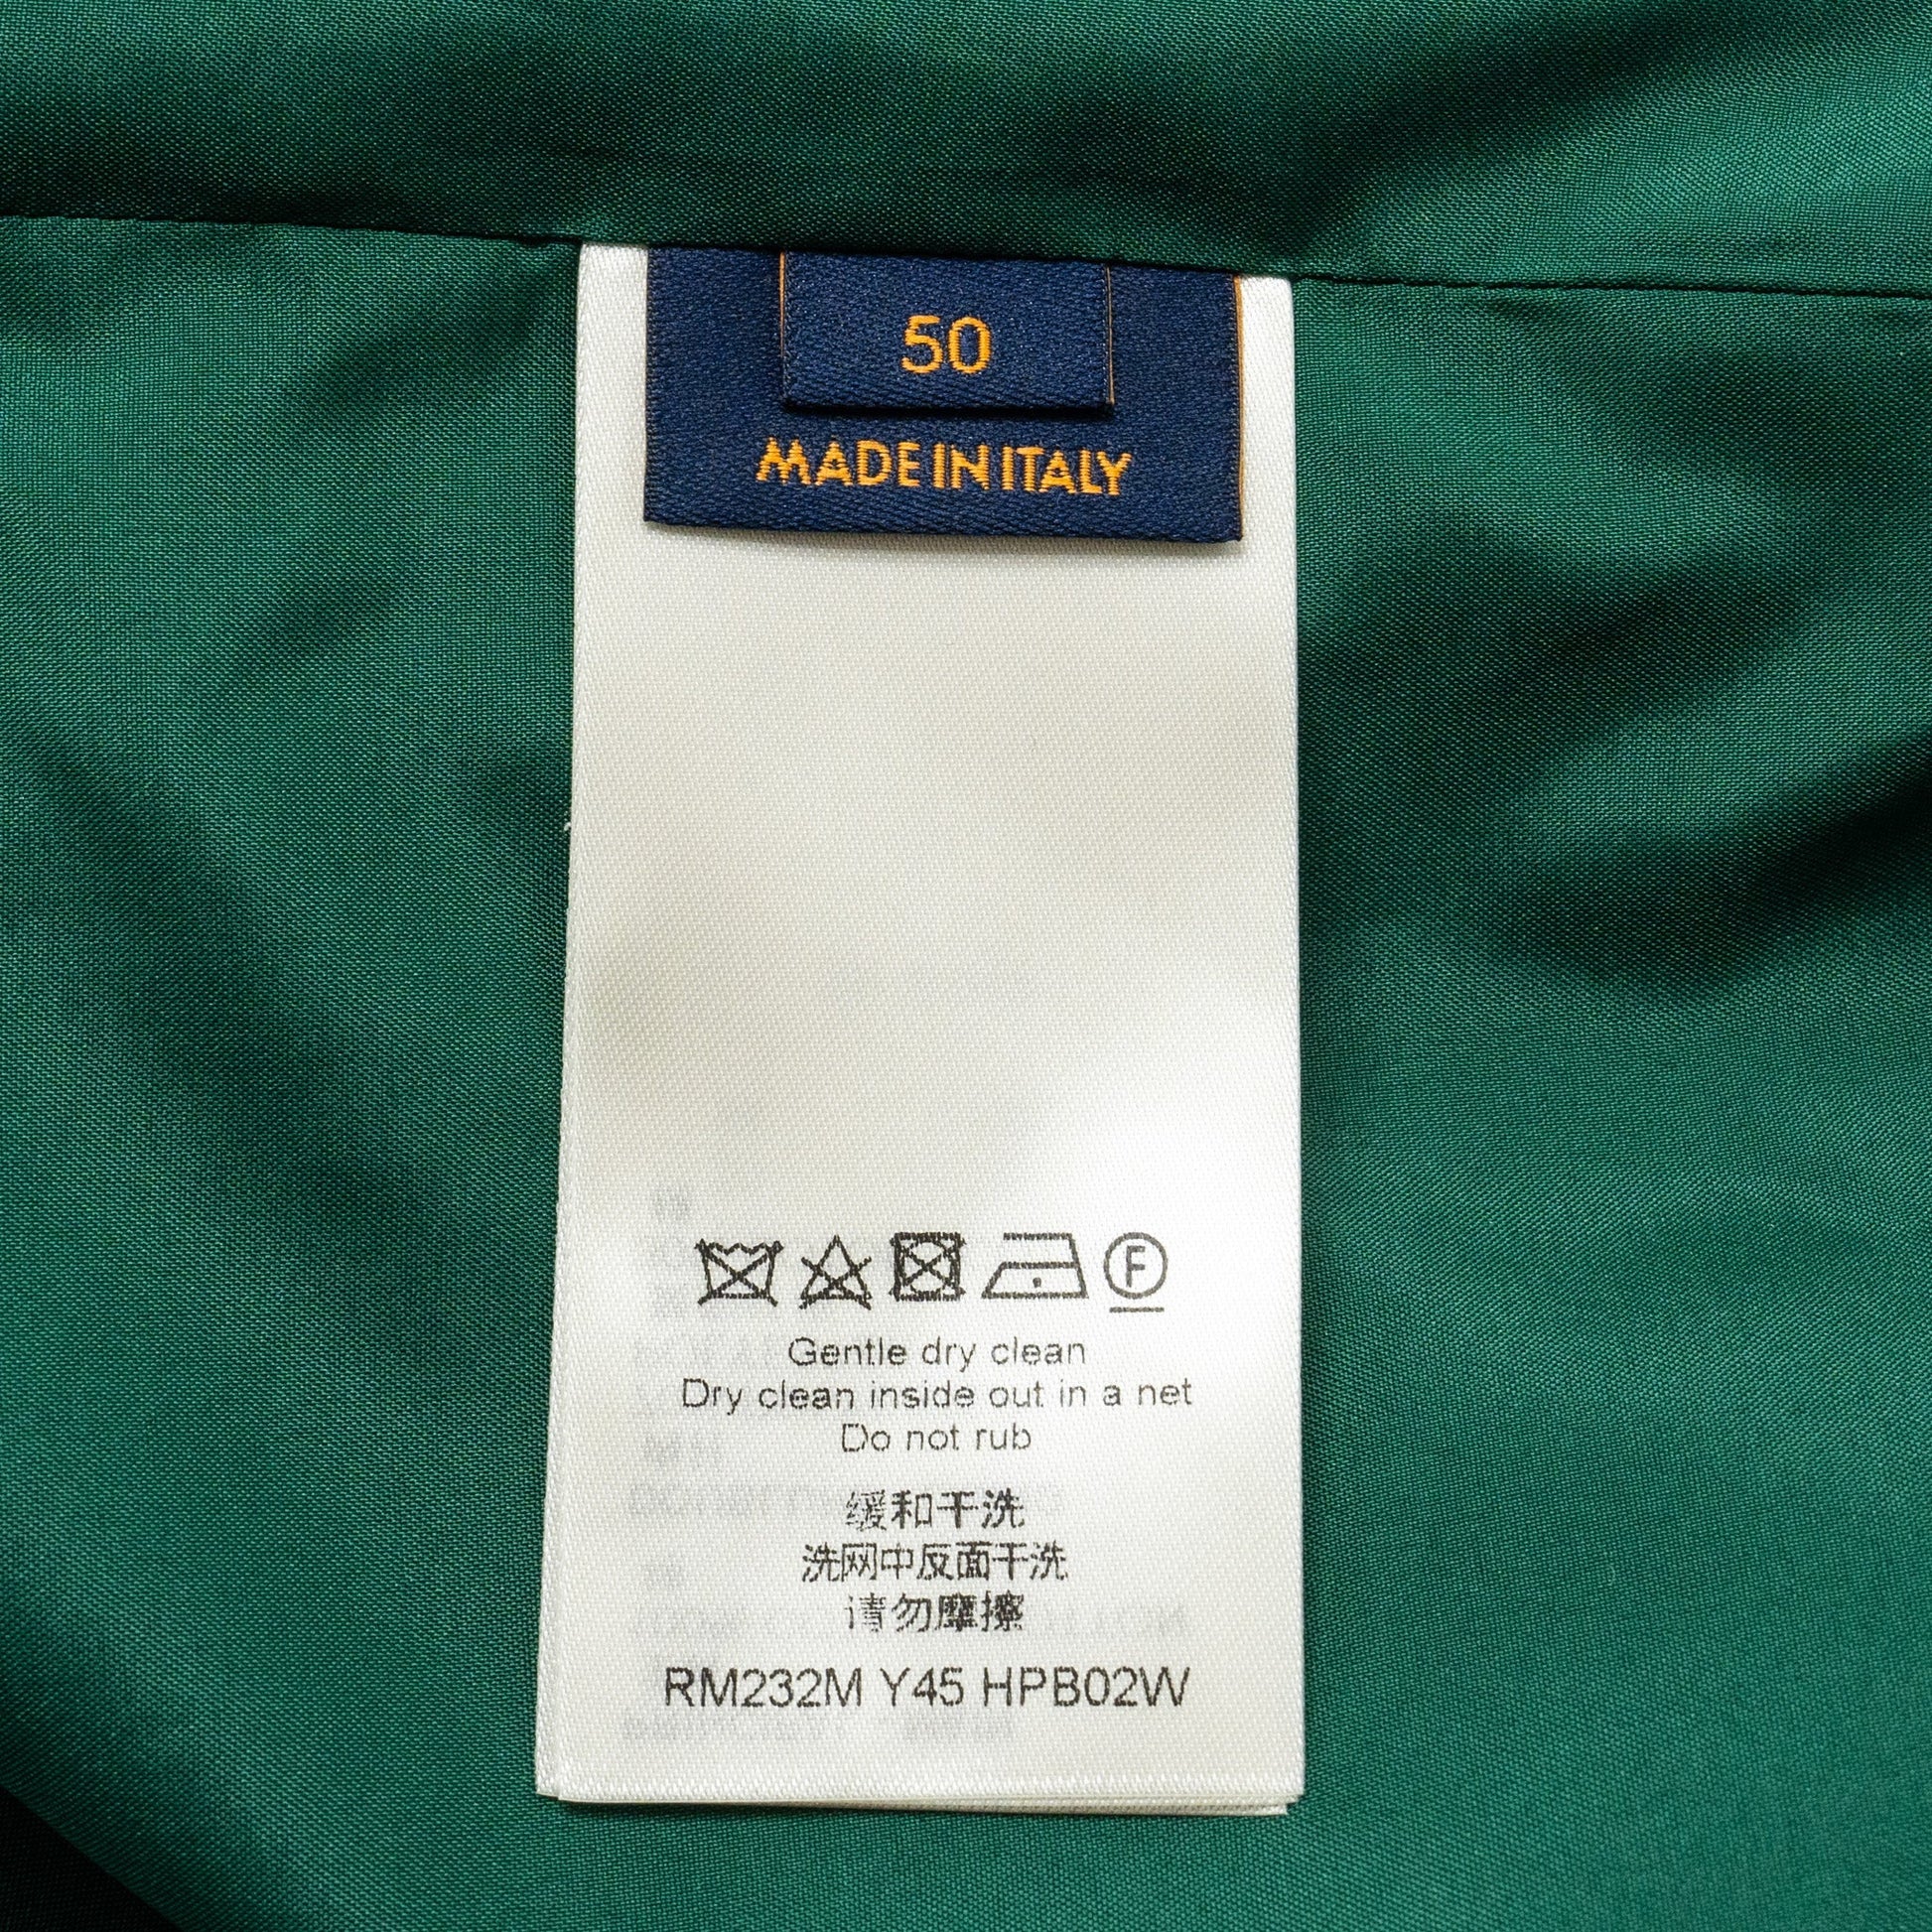 50
MADE IN ITALY
F
Gentle dry clean
Dry clean inside out in a net
Do not rub
缓和干洗
洗网中反面干洗
请勿摩擦
RM232M Y45 HPB02W